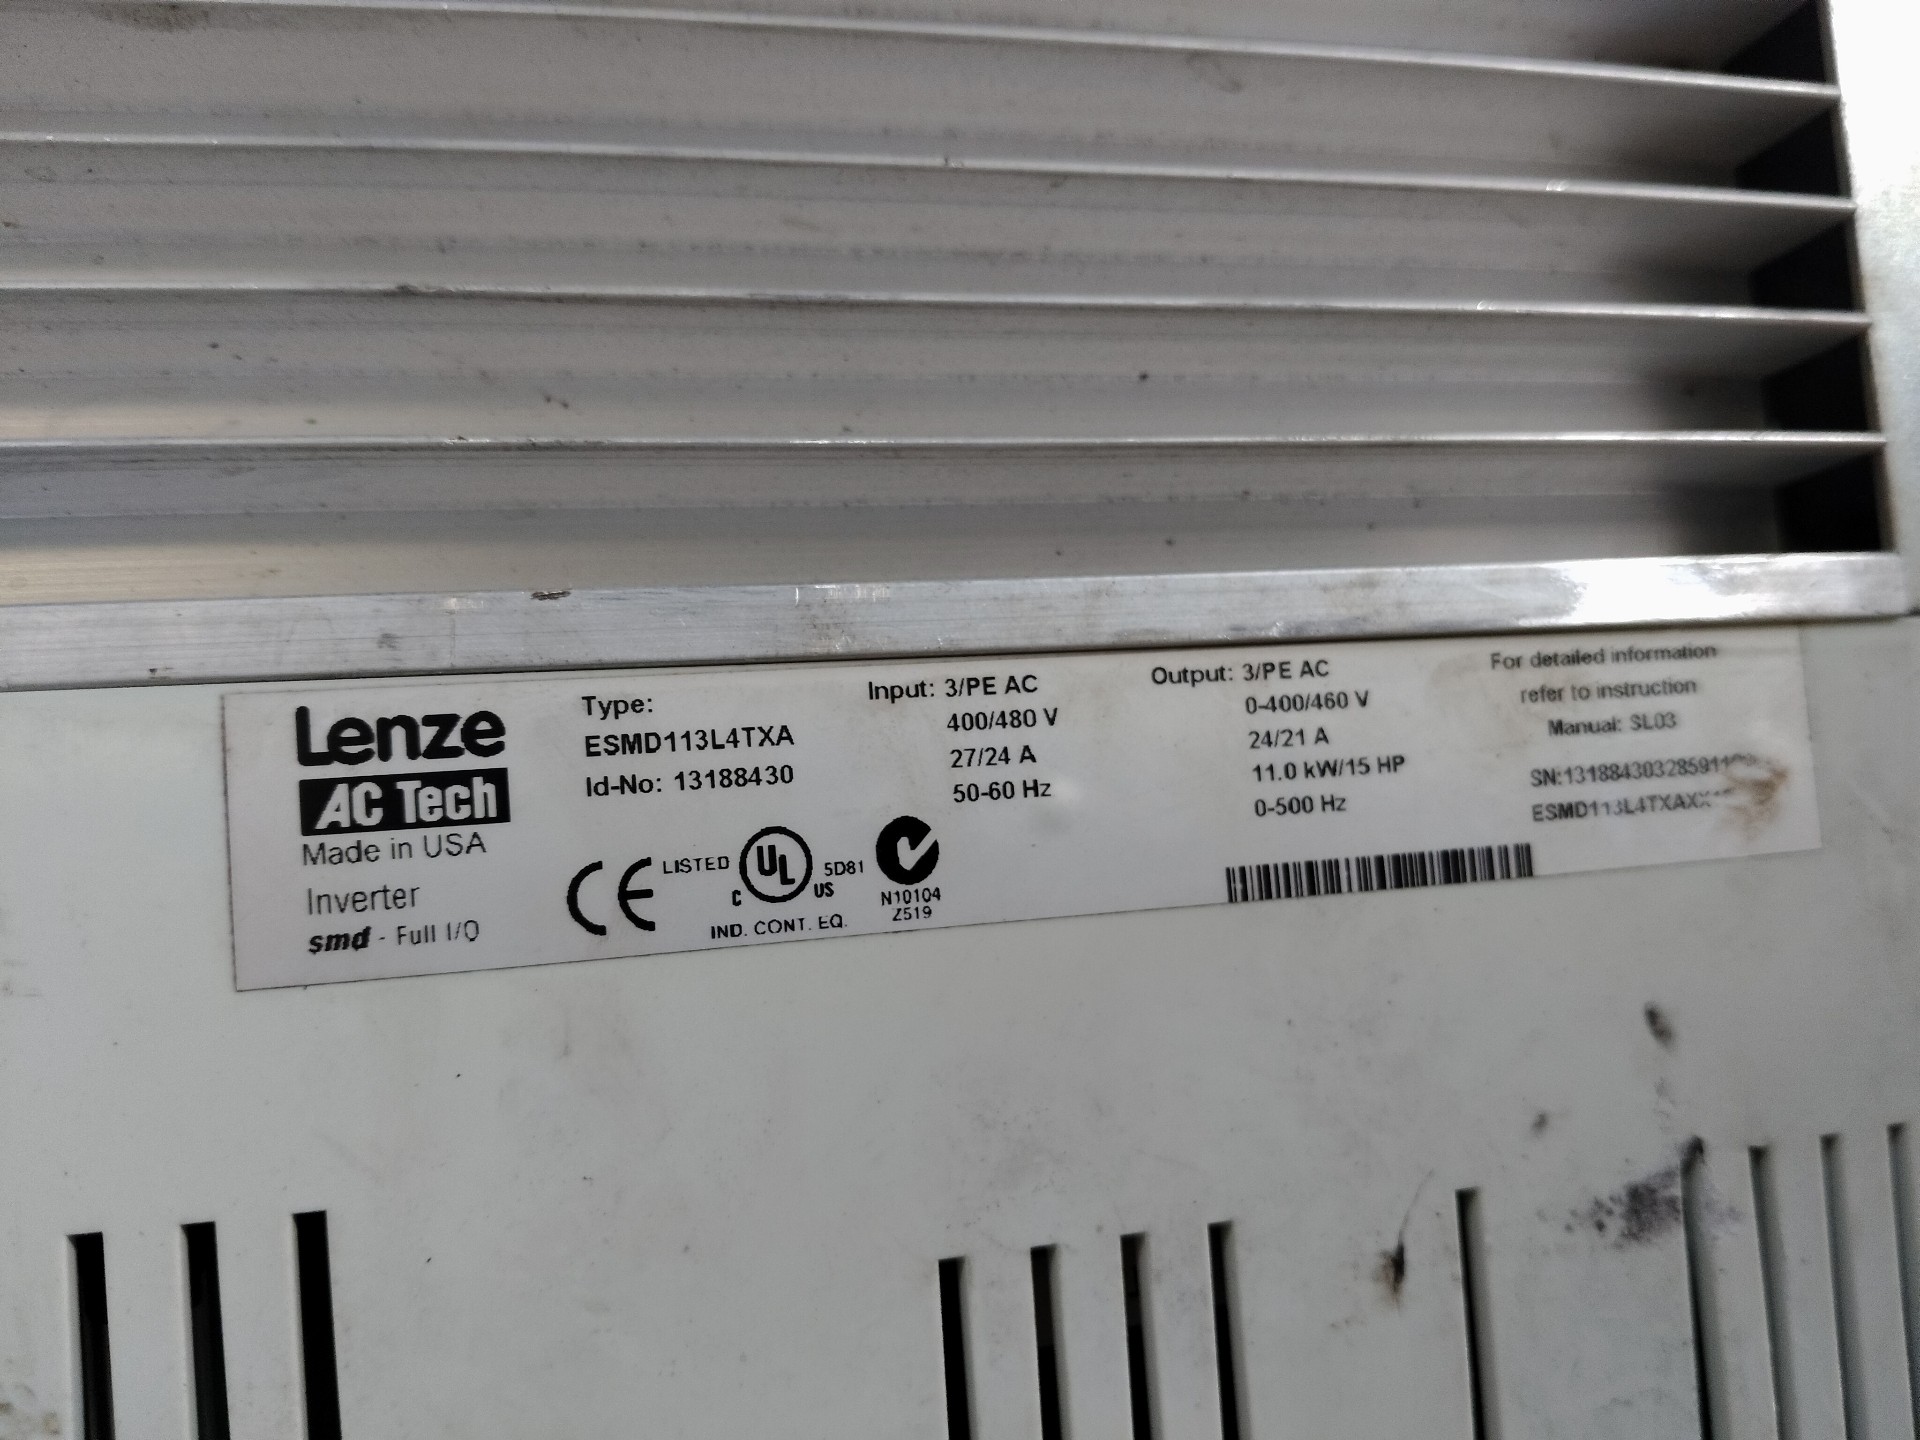 Lenze
AC Tech
Made in USA
Inverter
smd - Full I/O
Type:
ESMD113L4TXA
Id-No: 13188430
CE
LISTED
C
UL
US
5D81
IND. CONT. EQ.
N10104
Z519
Input: 3/PE AC
400/480 V
27/24 A
50-60 Hz
Output: 3/PE AC
0-400/460 V
24/21 A
11.0 kW/15 HP
0-500 Hz
For detailed information
refer to instruction
Manual: SL03